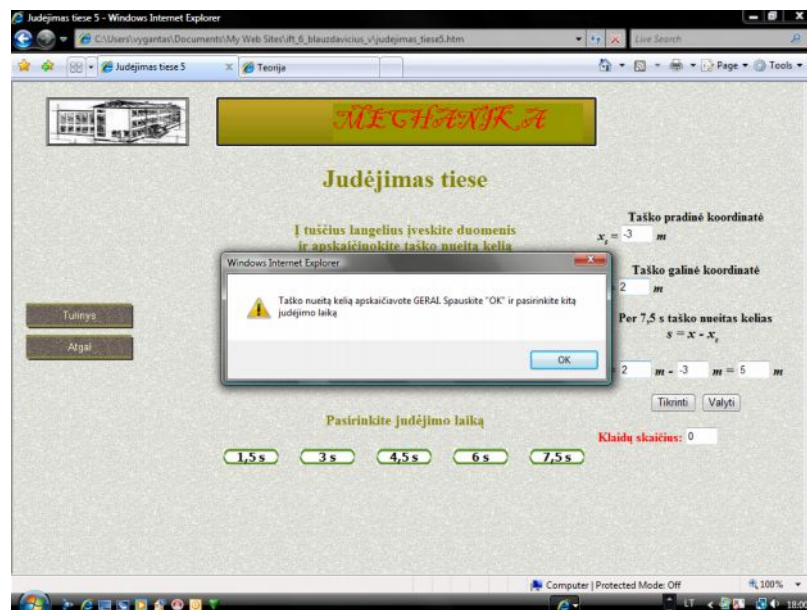 Judejimas tiese 5 - Windows Internet Explorer
C:\Users\vygantas\Documents\My Web Sites\ift_6_blauzdavicius_v\judejimas_tiese5.htm
Live Search
Judejimas tiese 5
Teorija
Page
Tools
MECHANIKA
Judėjimas tiese
Į tuščius langelius įveskite duomenis
ir apskaičiuokite taško nueitą kelią
Taško pradinė koordinatė
= -3 m
Taško galinė koordinatė
2 m
Per 7,5 s taško nueitas kelias
s = x - x
2 m - -3 m = 5 m
Tikrinti Valyti
Klaidų skaičius: 0
Tulinys
Atgal
Windows Internet Explorer
Taško nueitą kelią apskaičiavote GERAI. Spauskite "OK" ir pasirinkite kitą
judėjimo laiką
OK
Pasirinkite judėjimo laiką
1,5 s 3 s 4,5 s 6 s 7,5 s
Computer | Protected Mode: Off
100%
LT
18:00